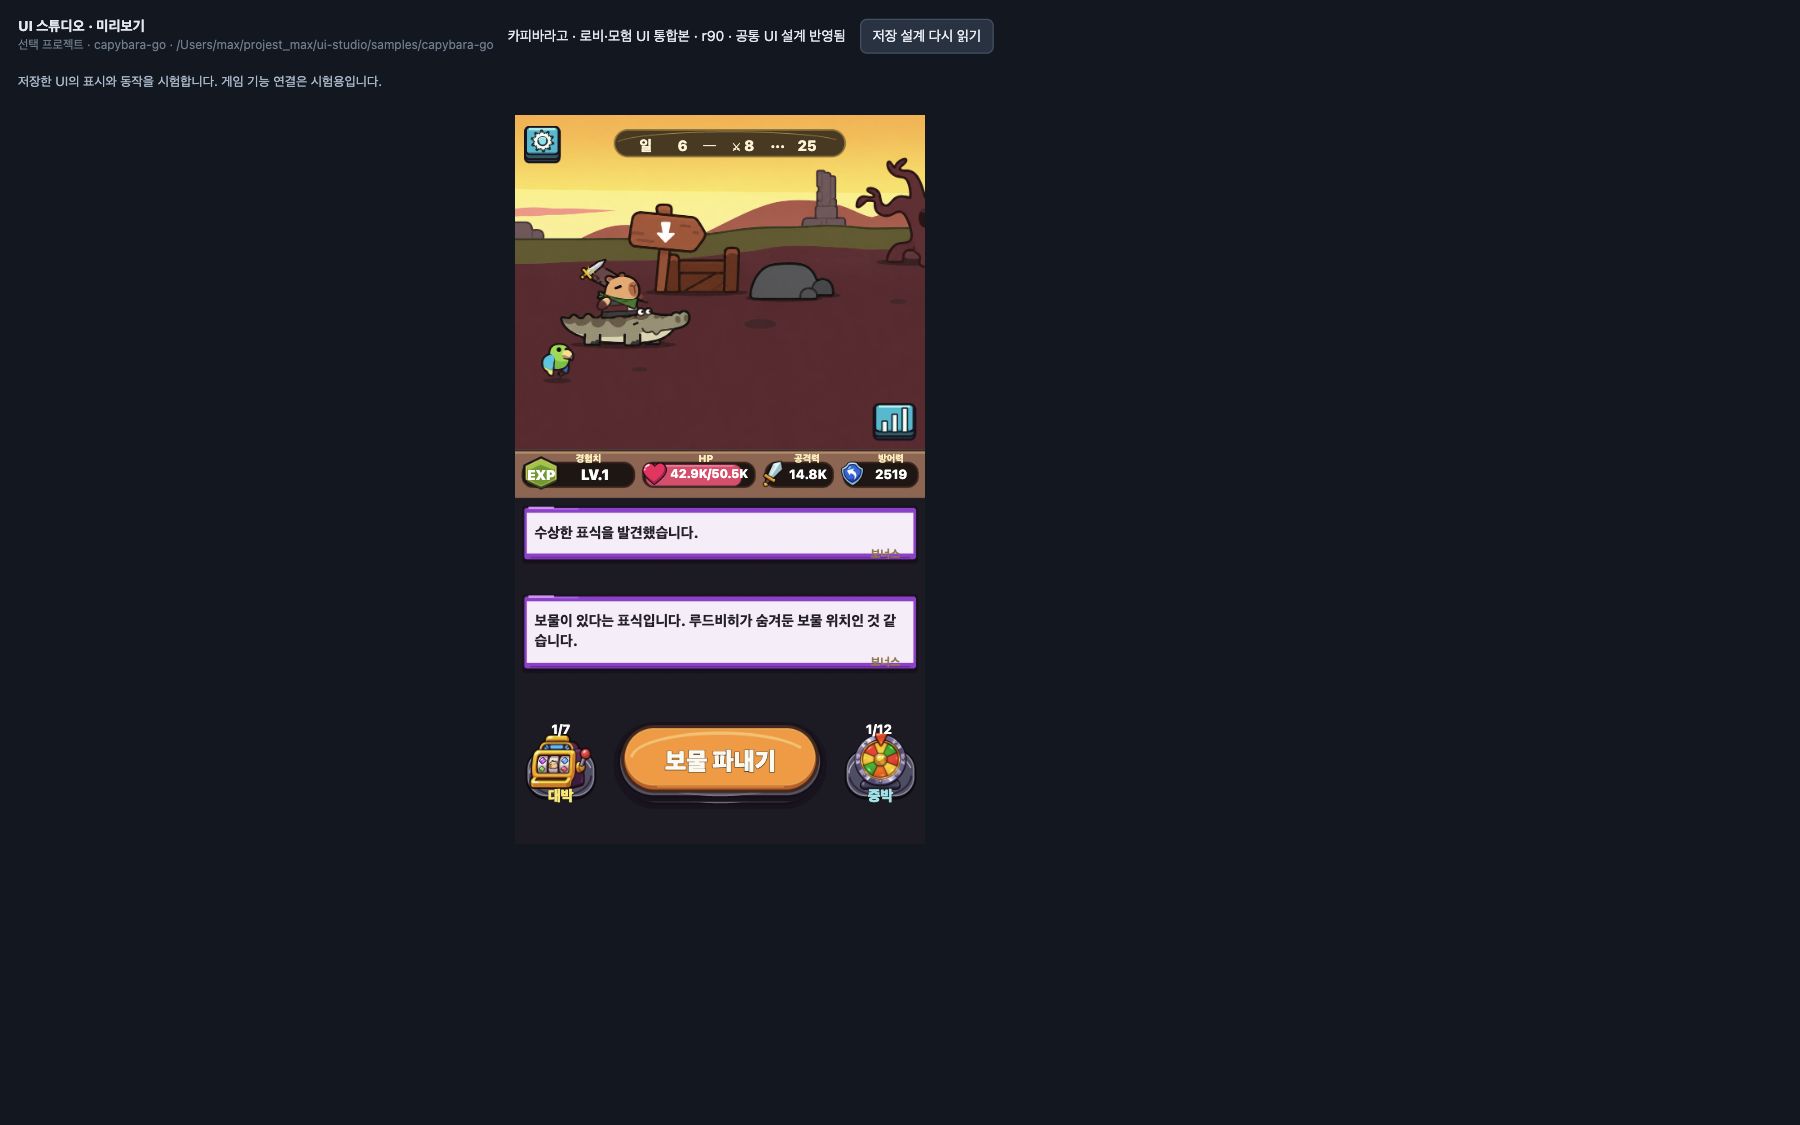 UI 스튜디오 · 미리보기
선택 프로젝트 · capybara-go · /Users/max/projest_max/ui-studio/samples/capybara-go
카피바라고 · 로비·모험 UI 통합본 · r90 · 공통 UI 설계 반영됨
저장 설계 다시 읽기
저장한 UI의 표시와 동작을 시험합니다. 게임 기능 연결은 시험용입니다.
일 6 — ⚔8 ··· 25
경험치 HP 공격력 방어력
EXP LV.1 42.9K/50.5K 14.8K 2519
수상한 표식을 발견했습니다.
보너스
보물이 있다는 표식입니다. 루드비히가 숨겨둔 보물 위치인 것 같
습니다.
보너스
1/7
대박
보물 파내기
1/12
중박